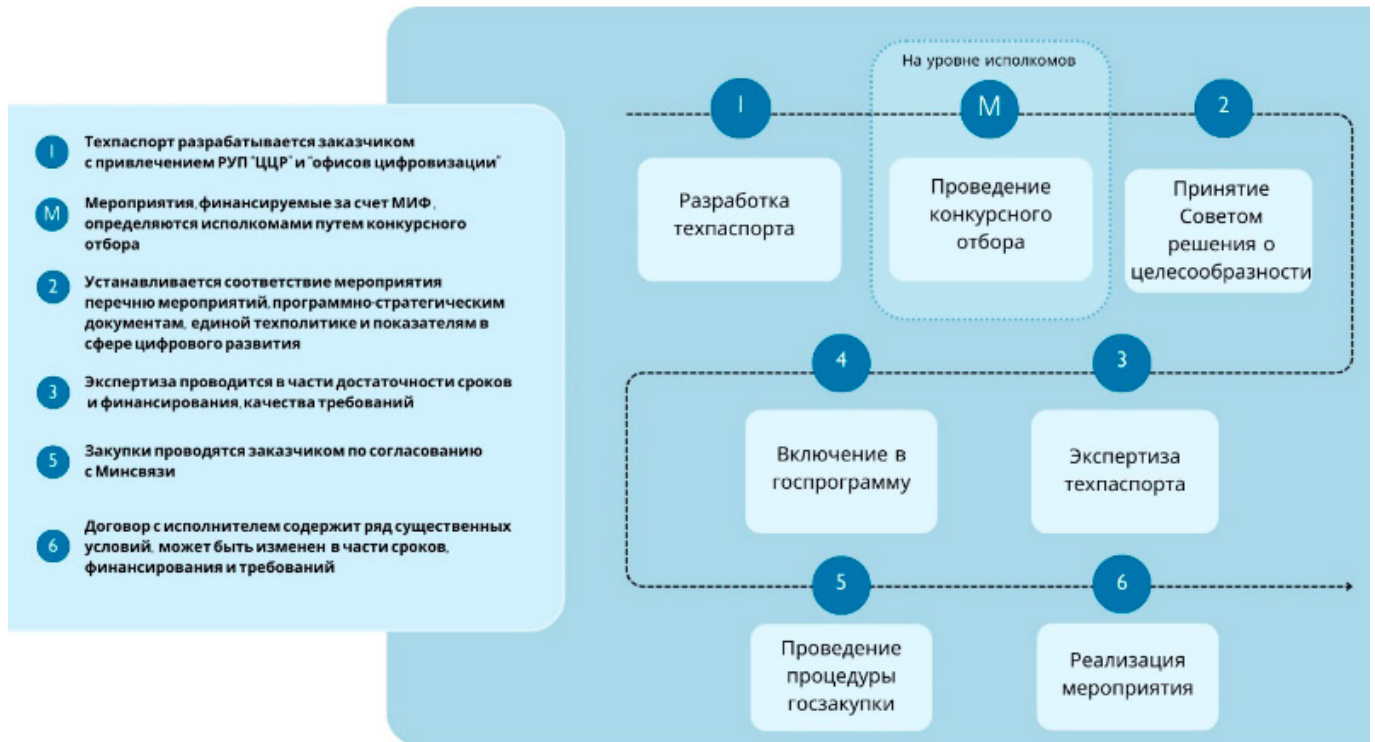 I
Техпаспорт разрабатывается заказчиком
с привлечением РУП "ЦЦР" и "офисов цифровизации"
M
Мероприятия, финансируемые за счет МИФ,
определяются исполкомами путем конкурсного
отбора
2
Устанавливается соответствие мероприятия
перечню мероприятий, программно-стратегическим
документам, единой техполитике и показателям в
сфере цифрового развития
3
Экспертиза проводится в части достаточности сроков
и финансирования, качества требований
5
Закупки проводятся заказчиком по согласованию
с Минсвязи
6
Договор с исполнителем содержит ряд существенных
условий, может быть изменен в части сроков,
финансирования и требований
На уровне исполкомов
I
M
2
Разработка
техпаспорта
Проведение
конкурсного
отбора
Принятие
Советом
решения о
целесообразности
4
3
Включение в
госпрограмму
Экспертиза
техпаспорта
5
6
Проведение
процедуры
госзакупки
Реализация
мероприятия